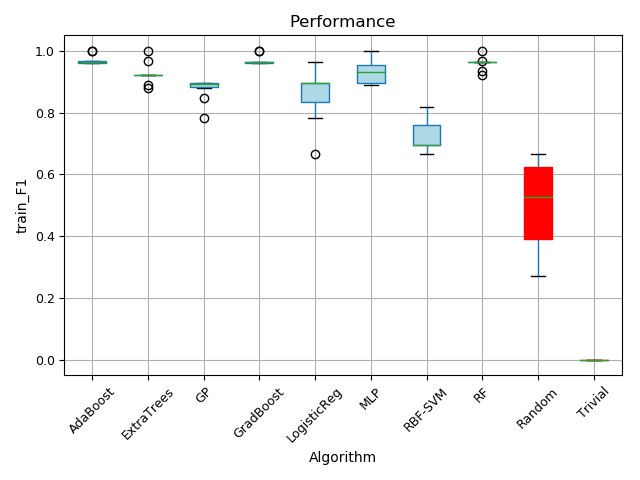 Performance
train_F1
1.0
0.8
0.6
0.4
0.2
0.0
AdaBoost
ExtraTrees
GP
GradBoost
LogisticReg
MLP
RBF-SVM
RF
Random
Trivial
Algorithm